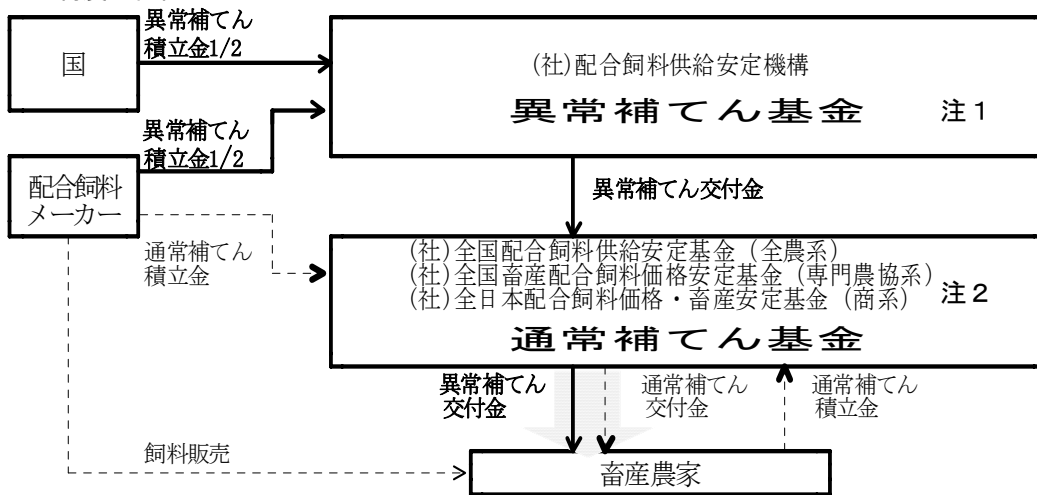 異常補てん
積立金1/2
国
(社)配合飼料供給安定機構
異常補てん基金 注1
異常補てん
積立金1/2
配合飼料
メーカー
異常補てん交付金
通常補てん
積立金
(社)全国配合飼料供給安定基金(全農系)
(社)全国畜産配合飼料価格安定基金(専門農協系)
(社)全日本配合飼料価格・畜産安定基金(商系)
注2
通常補てん基金
異常補てん
交付金
通常補てん
交付金
通常補てん
積立金
飼料販売
畜産農家